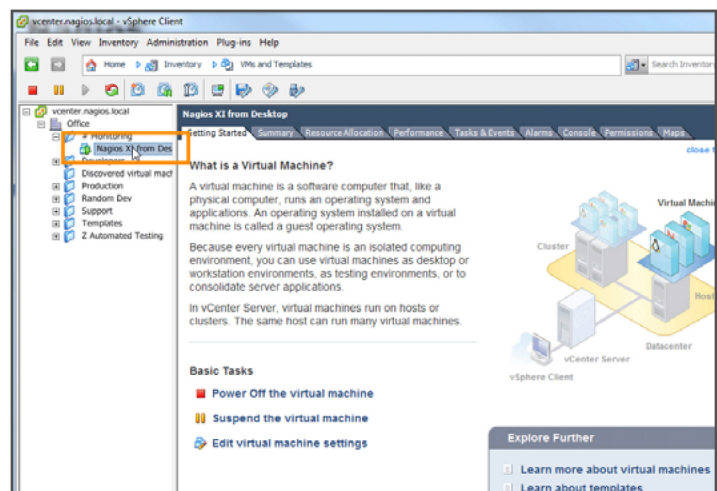 vcenter.nagios.local - vSphere Client
File Edit View Inventory Administration Plug-ins Help
Home Inventory VMs and Templates
Search Inventory
vcenter.nagios.local
Office
# Monitoring
Nagios XI from Des
Developers
Discovered virtual mach
Production
Random Dev
Support
Templates
Z Automated Testing
Nagios XI from Desktop
Getting Started Summary Resource Allocation Performance Tasks & Events Alarms Console Permissions Maps
close t
What is a Virtual Machine?
A virtual machine is a software computer that, like a
physical computer, runs an operating system and
applications. An operating system installed on a virtual
machine is called a guest operating system.
Because every virtual machine is an isolated computing
environment, you can use virtual machines as desktop or
workstation environments, as testing environments, or to
consolidate server applications.
In vCenter Server, virtual machines run on hosts or
clusters. The same host can run many virtual machines.
Virtual Machin
Cluster
Host
Datacenter
vCenter Server
vSphere Client
Basic Tasks
Power Off the virtual machine
Suspend the virtual machine
Edit virtual machine settings
Explore Further
Learn more about virtual machines
Learn about templates